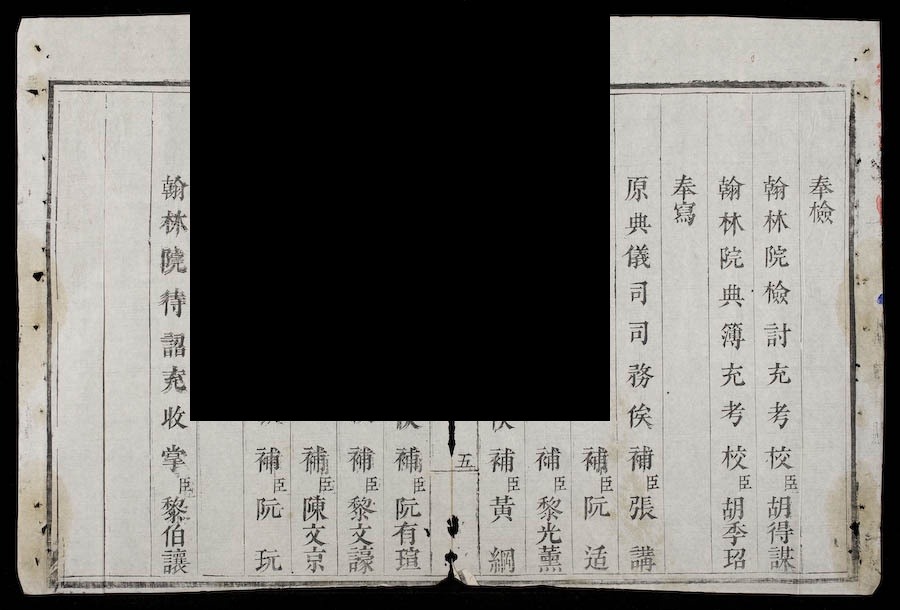 奉檢
翰林院檢討充考校臣胡得謀
翰林院典簿充考校臣胡季玿
奉寫
原典儀司司務俟補臣張講
補臣阮适
補臣黎光薰
補臣黃綱
五
補臣阮有瑄
補臣黎文譹
補臣陳文京
補臣阮玩
翰林院待詔充收掌臣黎伯讓